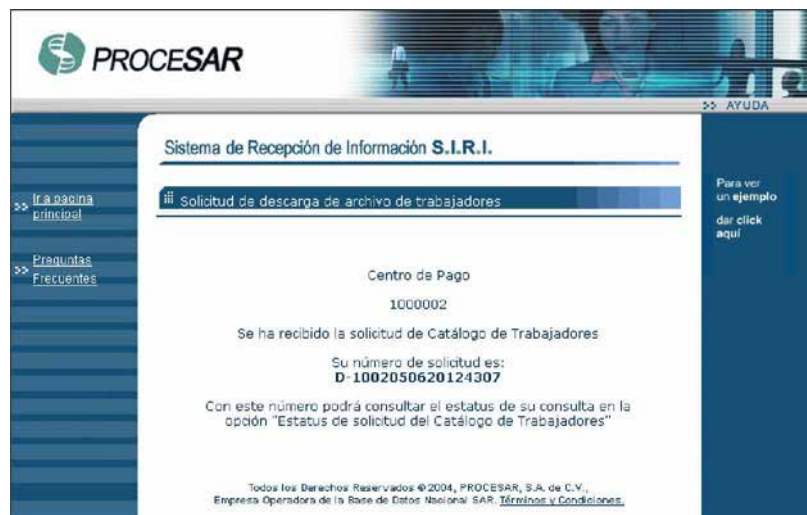 PROCESAR
>> AYUDA
Sistema de Recepción de Información S.I.R.I.
>> Ir a pagina
principal
>> Preguntas
Frecuentes
Solicitud de descarga de archivo de trabajadores
Centro de Pago
1000002
Se ha recibido la solicitud de Catálogo de Trabajadores
Su número de solicitud es:
D-1002050620124307
Con este número podrá consultar el estatus de su consulta en la
opción "Estatus de solicitud del Catálogo de Trabajadores"
Para ver
un ejemplo
dar click
aquí
Todos los Derechos Reservados © 2004, PROCESAR, S.A. de C.V.,
Empresa Operadora de la Base de Datos Nacional SAR. Términos y Condiciones.